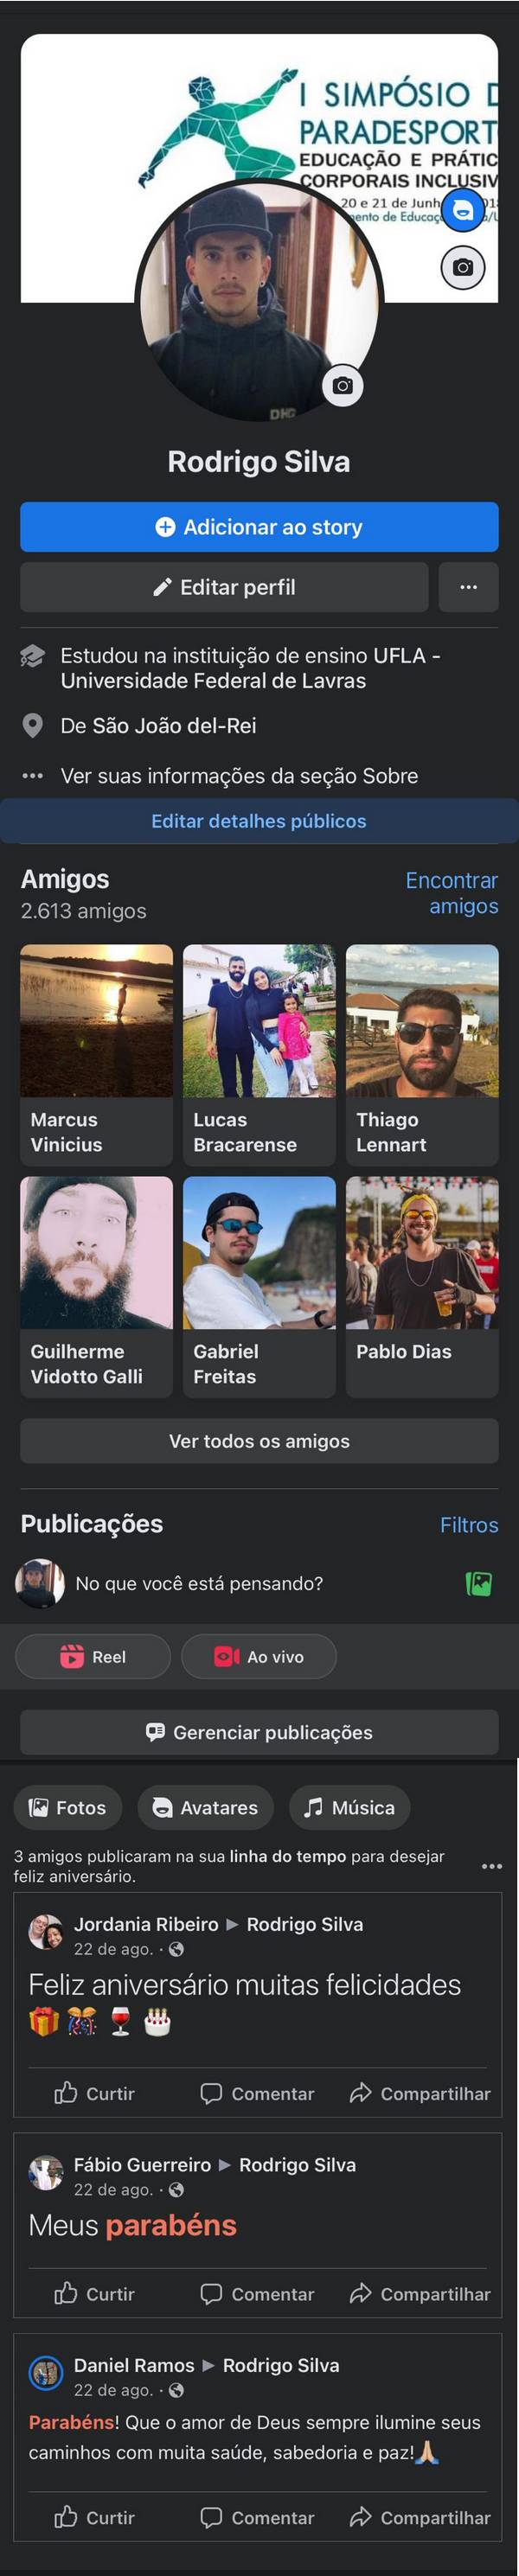 I SIMPÓSIO D
PARADESPORT
EDUCAÇÃO E PRÁTIC
CORPORAIS INCLUSIV
20 e 21 de Junh
mento de Educaç
DHG
Rodrigo Silva
Adicionar ao story
Editar perfil
Estudou na instituição de ensino UFLA -
Universidade Federal de Lavras
De São João del-Rei
Ver suas informações da seção Sobre
Editar detalhes públicos
Amigos
Encontrar
amigos
2.613 amigos
Marcus
Vinicius
Lucas
Bracarense
Thiago
Lennart
Guilherme
Vidotto Galli
Gabriel
Freitas
Pablo Dias
Ver todos os amigos
Publicações
Filtros
No que você está pensando?
Reel
Ao vivo
Gerenciar publicações
Fotos
Avatares
Música
3 amigos publicaram na sua linha do tempo para desejar
feliz aniversário.
Jordania Ribeiro ▶ Rodrigo Silva
22 de ago. ·
Feliz aniversário muitas felicidades
🎁🎊🍷🎂
Curtir
Comentar
Compartilhar
Fábio Guerreiro ▶ Rodrigo Silva
22 de ago. ·
Meus parabéns
Curtir
Comentar
Compartilhar
Daniel Ramos ▶ Rodrigo Silva
22 de ago. ·
Parabéns! Que o amor de Deus sempre ilumine seus
caminhos com muita saúde, sabedoria e paz!🙏
Curtir
Comentar
Compartilhar